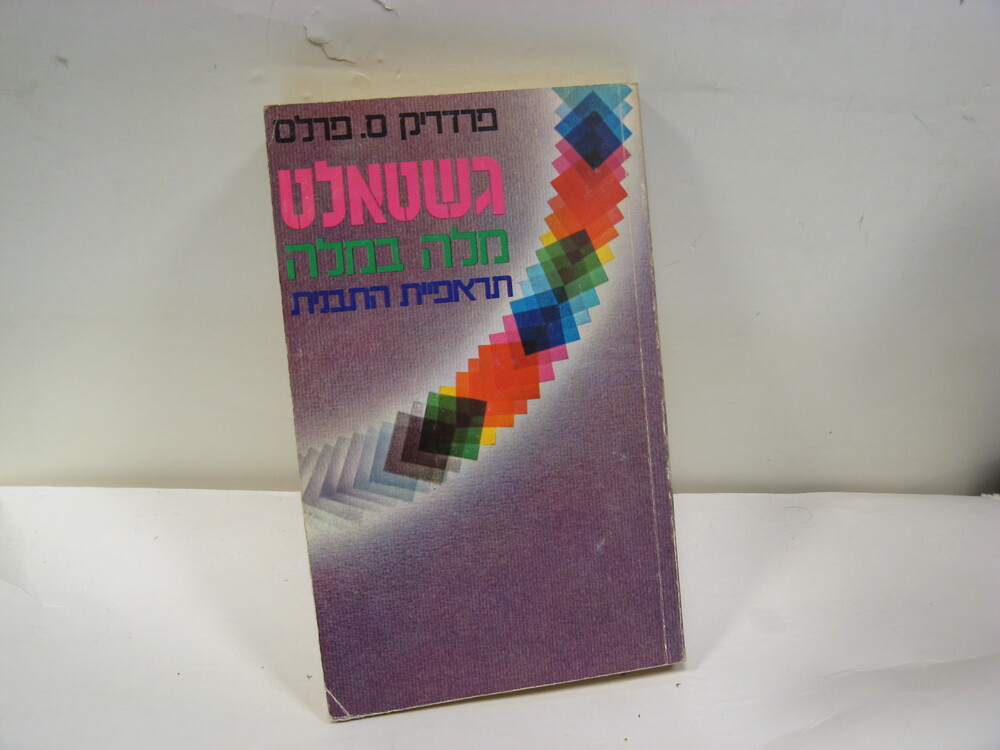 פרדריק ס. פרלס
גשטאלט
מלה במלה
תראפיית התבנית